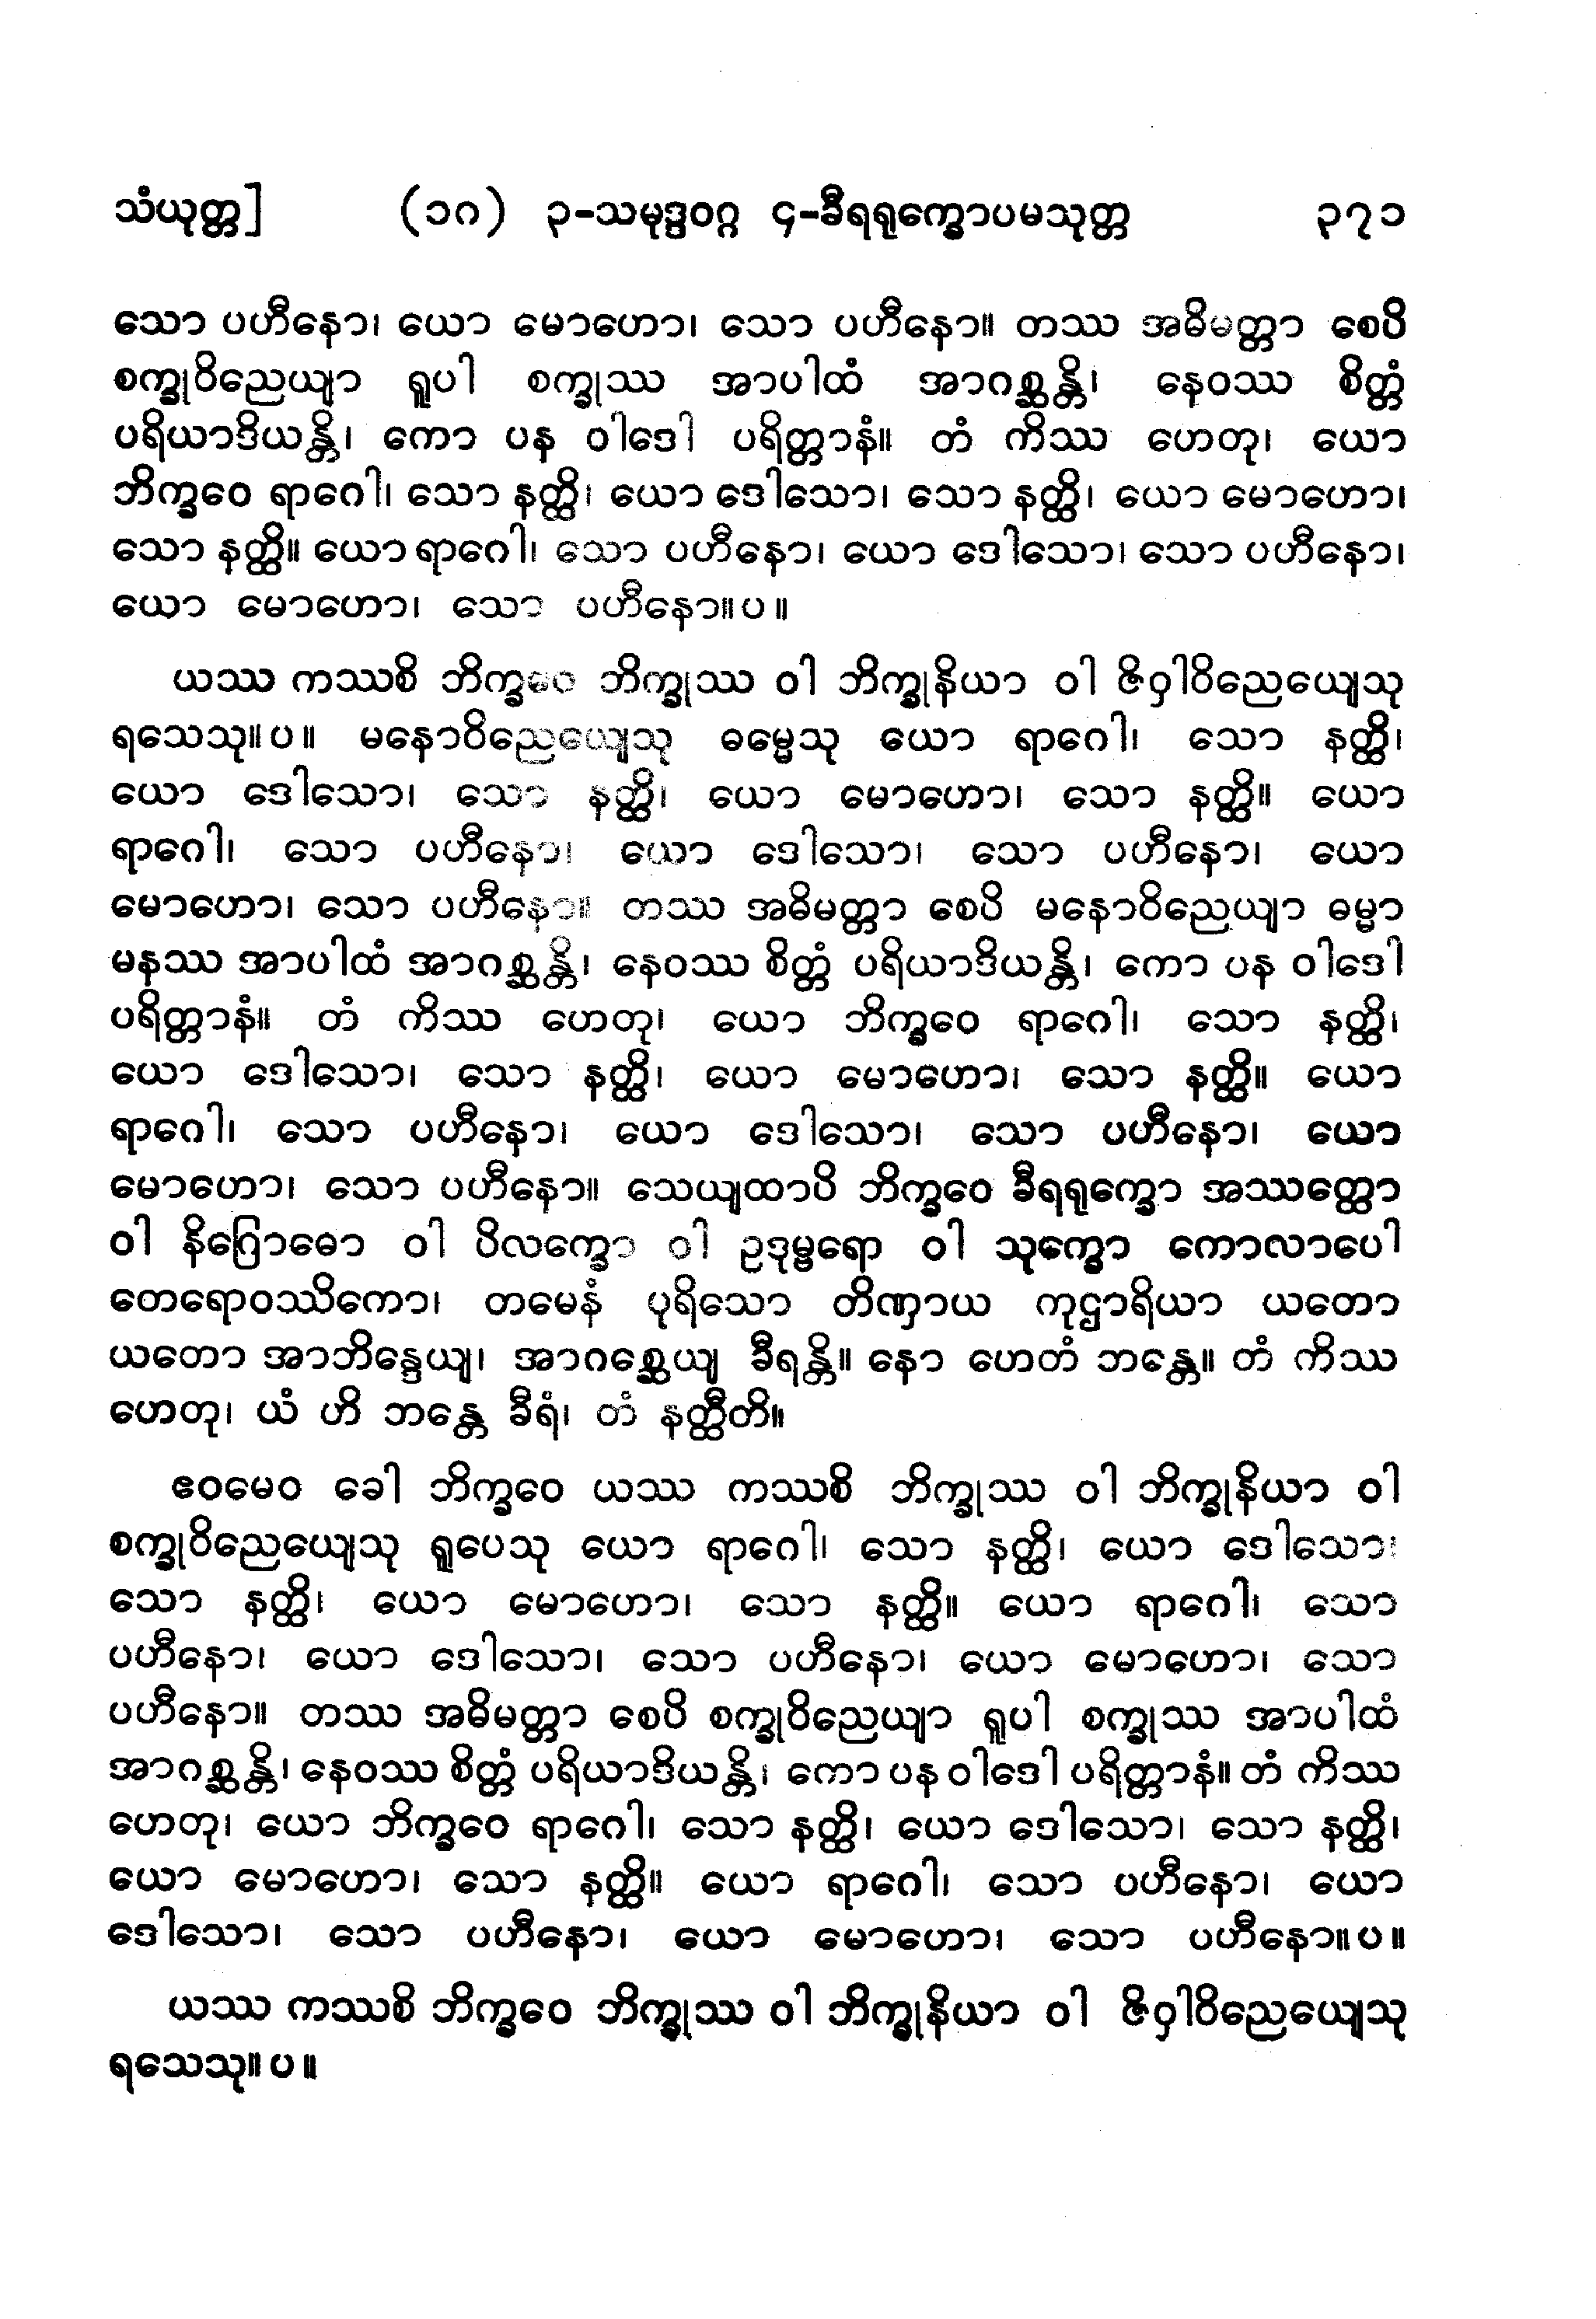 သံယုတ္တ] (၁၈) ၃-သမုဒ္ဒဝဂ္ဂ ၄-ခီရရုက္ခောပမသုတ္တ ၃၇၁
သော ပဟီနော၊ ယော မောဟော၊ သော ပဟီနော။ တဿ အဓိမတ္တာ စေပိ
စက္ခုဝိညေယျာ ရူပါ စက္ခုဿ အာပါထံ အာဂစ္ဆန္တိ၊ နေဝဿ စိတ္တံ
ပရိယာဒိယန္တိ၊ ကော ပန ဝါဒေါ ပရိတ္တာနံ။ တံ ကိဿ ဟေတု၊ ယော
ဘိက္ခဝေ ရာဂေါ၊ သော နတ္ထိ၊ ယော ဒေါသော၊ သော နတ္ထိ၊ ယော မောဟော၊
သော နတ္ထိ။ ယော ရာဂေါ၊ သော ပဟီနော၊ ယော ဒေါသော၊ သော ပဟီနော၊
ယော မောဟော၊ သော ပဟီနော။ပ။
ယဿ ကဿစိ ဘိက္ခဝေ ဘိက္ခုဿ ဝါ ဘိက္ခုနိယာ ဝါ ဇိဝှါဝိညေယျေသု
ရသေသု။ပ။ မနောဝိညေယျေသု ဓမ္မေသု ယော ရာဂေါ၊ သော နတ္ထိ၊
ယော ဒေါသော၊ သော နတ္ထိ၊ ယော မောဟော၊ သော နတ္ထိ။ ယော
ရာဂေါ၊ သော ပဟီနော၊ ယော ဒေါသော၊ သော ပဟီနော၊ ယော
မောဟော၊ သော ပဟီနော။ တဿ အဓိမတ္တာ စေပိ မနောဝိညေယျာ ဓမ္မာ
မနဿ အာပါထံ အာဂစ္ဆန္တိ၊ နေဝဿ စိတ္တံ ပရိယာဒိယန္တိ၊ ကော ပန ဝါဒေါ
ပရိတ္တာနံ။ တံ ကိဿ ဟေတု၊ ယော ဘိက္ခဝေ ရာဂေါ၊ သော နတ္ထိ၊
ယော ဒေါသော၊ သော နတ္ထိ၊ ယော မောဟော၊ သော နတ္ထိ။ ယော
ရာဂေါ၊ သော ပဟီနော၊ ယော ဒေါသော၊ သော ပဟီနော၊ ယော
မောဟော၊ သော ပဟီနော။ သေယျထာပိ ဘိက္ခဝေ ခီရရုက္ခော အဿတ္ထော
ဝါ နိဂြောဓော ဝါ ပိလက္ခော ဝါ ဥဒုမ္ဗရော ဝါ သုက္ခော ကောလာပေါ
တေရောဝဿိကော၊ တမေနံ ပုရိသော တိဏှာယ ကုဌာရိယာ ယတော
ယတော အာဘိန္ဒေယျ၊ အာဂစ္ဆေယျ ခီရန္တိ။ နော ဟေတံ ဘန္တေ။ တံ ကိဿ
ဟေတု၊ ယံ ဟိ ဘန္တေ ခီရံ၊ တံ နတ္ထီတိ။
ဧဝမေဝ ခေါ ဘိက္ခဝေ ယဿ ကဿစိ ဘိက္ခုဿ ဝါ ဘိက္ခုနိယာ ဝါ
စက္ခုဝိညေယျေသု ရူပေသု ယော ရာဂေါ၊ သော နတ္ထိ၊ ယော ဒေါသော၊
သော နတ္ထိ၊ ယော မောဟော၊ သော နတ္ထိ။ ယော ရာဂေါ၊ သော
ပဟီနော၊ ယော ဒေါသော၊ သော ပဟီနော၊ ယော မောဟော၊ သော
ပဟီနော။ တဿ အဓိမတ္တာ စေပိ စက္ခုဝိညေယျာ ရူပါ စက္ခုဿ အာပါထံ
အာဂစ္ဆန္တိ၊ နေဝဿ စိတ္တံ ပရိယာဒိယန္တိ၊ ကော ပန ဝါဒေါ ပရိတ္တာနံ။ တံ ကိဿ
ဟေတု၊ ယော ဘိက္ခဝေ ရာဂေါ၊ သော နတ္ထိ၊ ယော ဒေါသော၊ သော နတ္ထိ၊
ယော မောဟော၊ သော နတ္ထိ။ ယော ရာဂေါ၊ သော ပဟီနော၊ ယော
ဒေါသော၊ သော ပဟီနော၊ ယော မောဟော၊ သော ပဟီနော။ပ။
ယဿ ကဿစိ ဘိက္ခဝေ ဘိက္ခုဿ ဝါ ဘိက္ခုနိယာ ဝါ ဇိဝှါဝိညေယျေသု
ရသေသု။ပ။